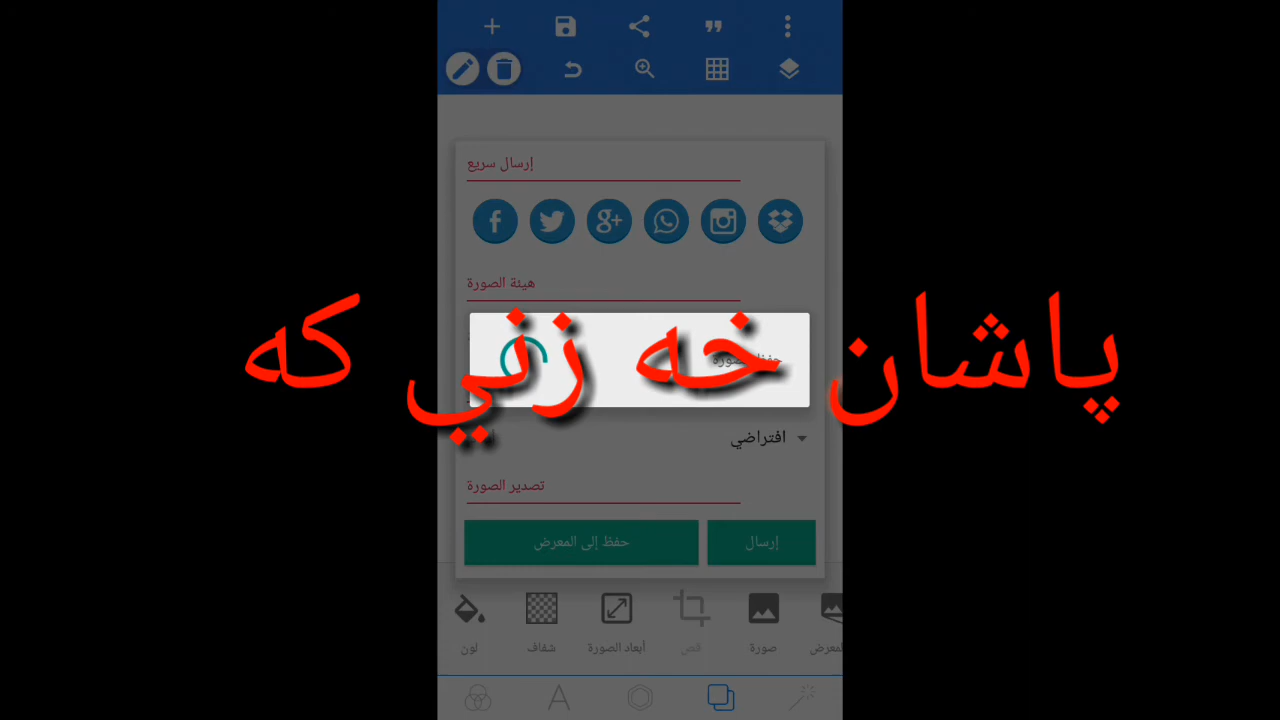 إرسال سريع
هيئة الصورة
پاشان خه زني كه
افتراضي
تصدير الصورة
حفظ إلى المعرض
إرسال
لون
شفاف
أبعاد الصورة
قص
صورة
المعرض